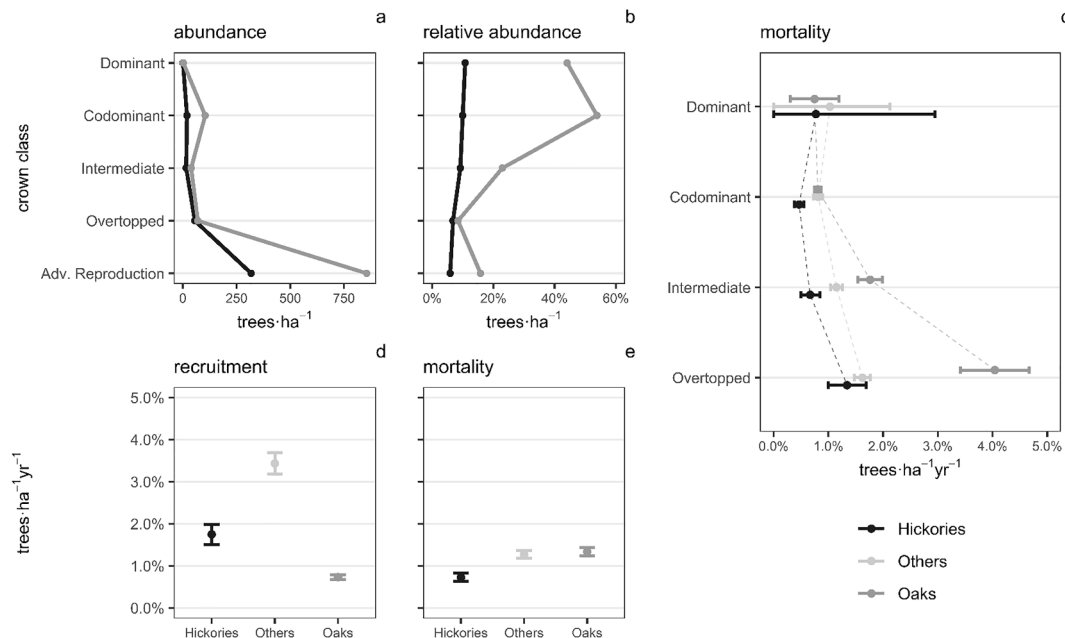 a
abundance
b
relative abundance
c
mortality
crown class
Dominant
Codominant
Intermediate
Overtopped
Adv. Reproduction
0 250 500 750
trees·ha⁻¹
0% 20% 40% 60%
trees·ha⁻¹
Dominant
Codominant
Intermediate
Overtopped
0.0% 1.0% 2.0% 3.0% 4.0% 5.0%
trees·ha⁻¹yr⁻¹
d
recruitment
e
mortality
trees·ha⁻¹yr⁻¹
5.0%
4.0%
3.0%
2.0%
1.0%
0.0%
Hickories Others Oaks
Hickories Others Oaks
Hickories
Others
Oaks